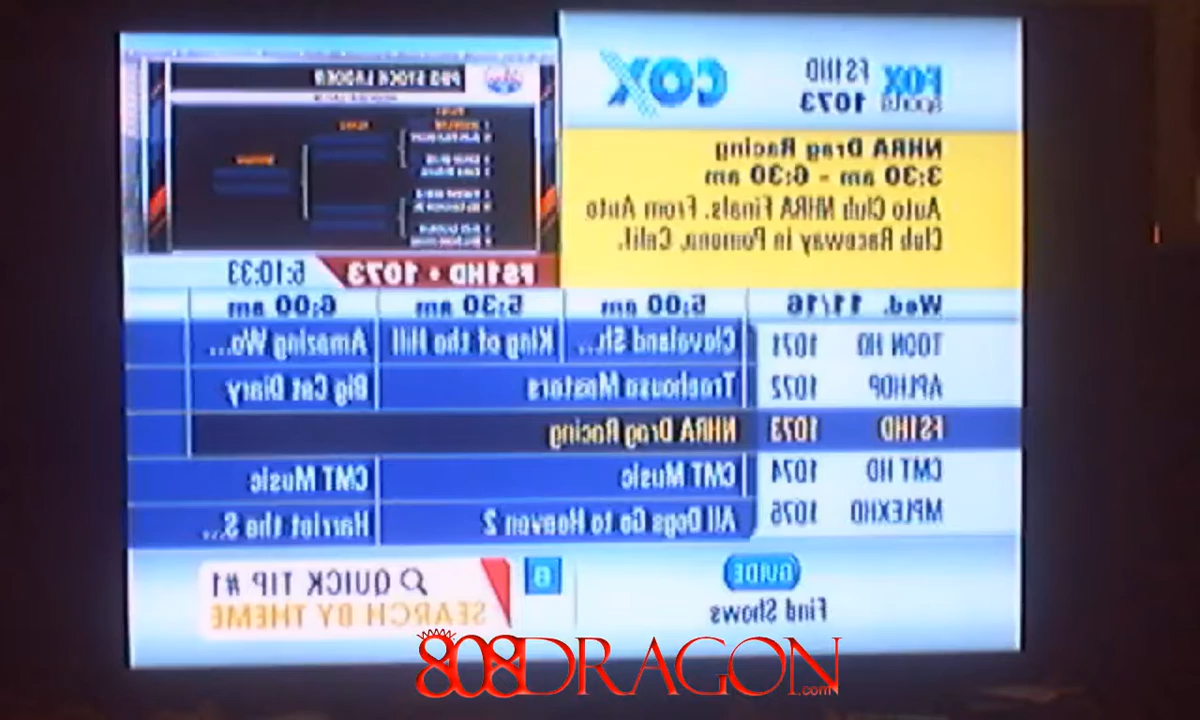 FOX
sports
FS1HD
1073
COX
NHRA Drag Racing
3:30 am - 6:30 am
Auto Club NHRA Finals. From Auto
Club Raceway in Pomona, Calif.
PRO STOCK LADDER
FS1HD • 1073 5:10:33
Wed. 11/16 5:00 am 5:30 am 6:00 am
TOON HD 1071 Cleveland Sh... King of the Hill Amazing Wo...
APLHDP 1072 Treehouse Masters Big Cat Diary
FS1HD 1073 NHRA Drag Racing
CMT HD 1074 CMT Music CMT Music
MPLEXHD 1075 All Dogs Go to Heaven 2 Harriet the S...
GUIDE
Find Shows
B
QUICK TIP #1
SEARCH BY THEME
808DRAGON.com